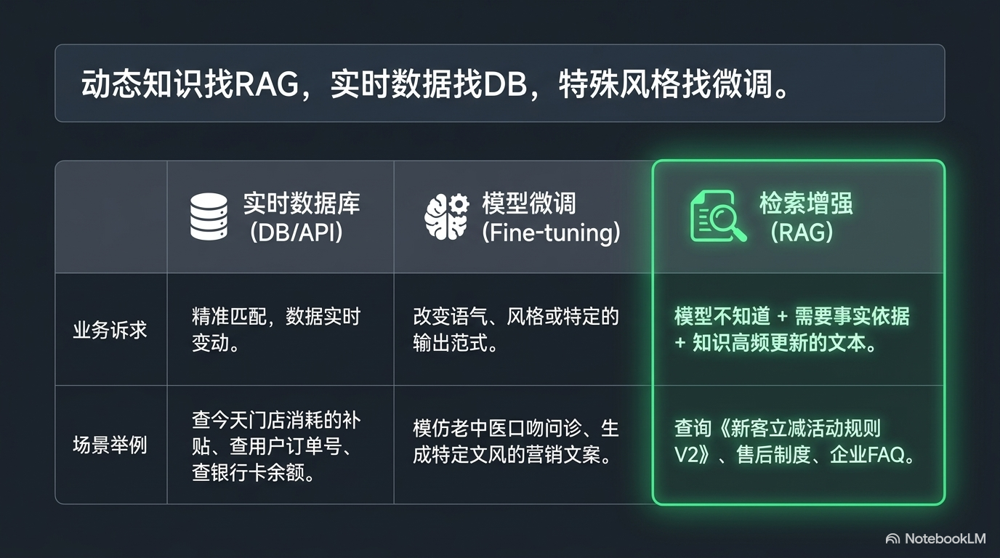 动态知识找RAG，实时数据找DB，特殊风格找微调。
实时数据库
(DB/API)
模型微调
(Fine-tuning)
检索增强
(RAG)
业务诉求
精准匹配，数据实时
变动。
改变语气、风格或特定的
输出范式。
模型不知道 + 需要事实依据
+ 知识高频更新的文本。
场景举例
查今天门店消耗的补
贴、查用户订单号、
查银行卡余额。
模仿老中医口吻问诊、生
成特定文风的营销文案。
查询《新客立减活动规则
V2》、售后制度、企业FAQ。
NotebookLM